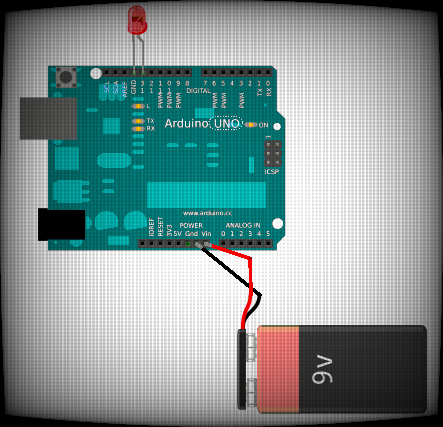 SCL
SDA
AREF
GND
13
12
PWM 11
PWM 10
PWM 9
8
7
PWM 6
PWM 5
4
PWM 3
2
TX 1
RX 0
DIGITAL
L
TX
RX
Arduino UNO
ON
1
ICSP
www.arduino.cc
POWER
ANALOG IN
IOREF
RESET
3V3
5V
Gnd
Vin
0 1 2 3 4 5
9v